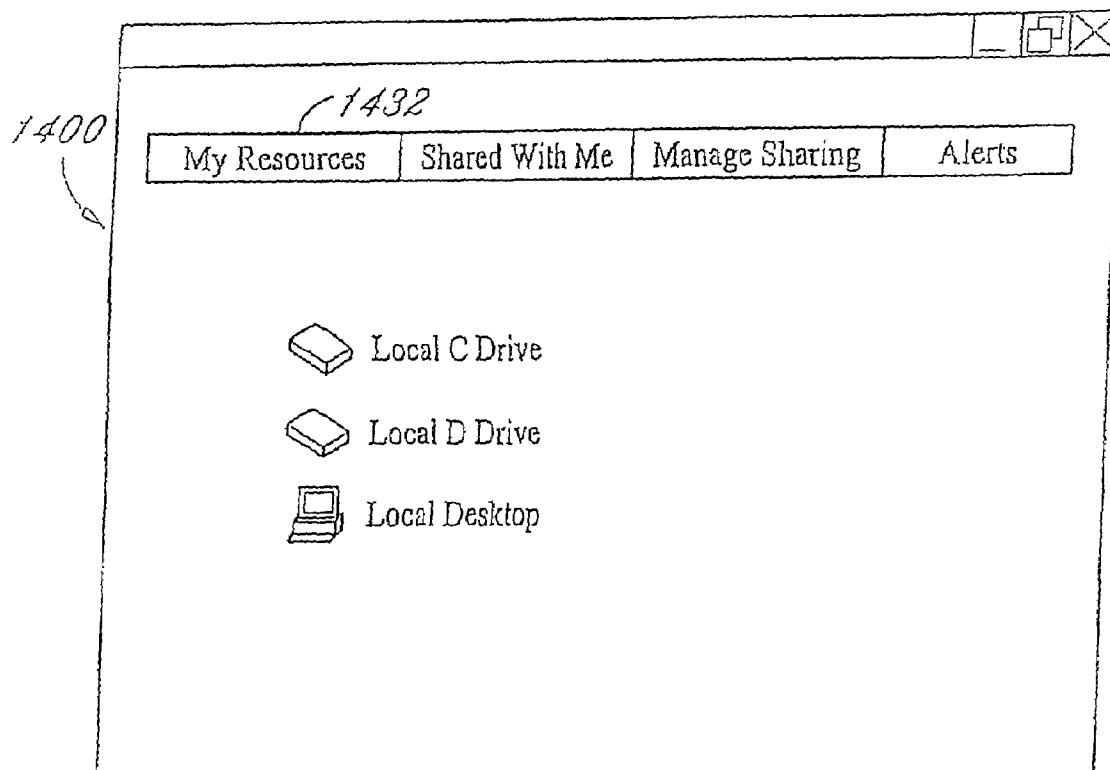 1400
1432
My Resources Shared With Me Manage Sharing Alerts
Local C Drive
Local D Drive
Local Desktop